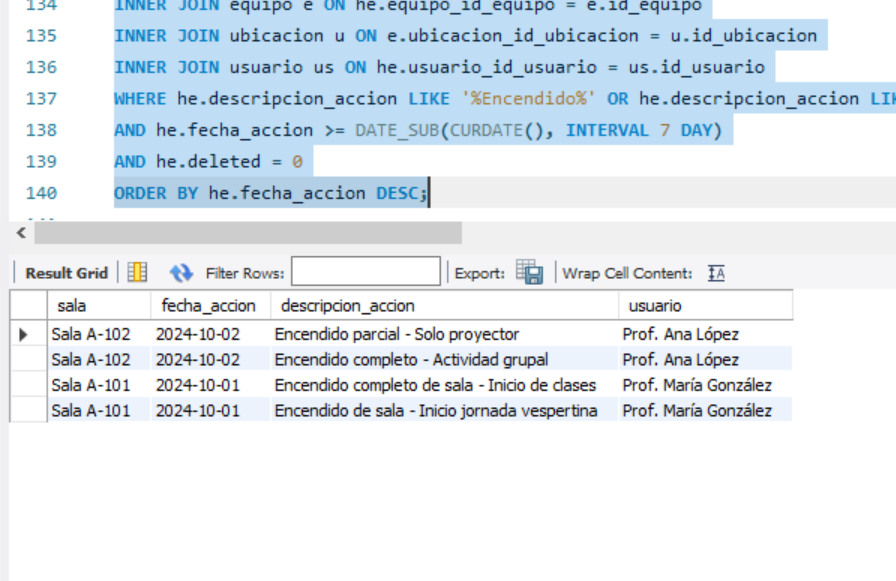 134 INNER JOIN equipo e ON he.equipo_id_equipo = e.id_equipo
135 INNER JOIN ubicacion u ON e.ubicacion_id_ubicacion = u.id_ubicacion
136 INNER JOIN usuario us ON he.usuario_id_usuario = us.id_usuario
137 WHERE he.descripcion_accion LIKE '%Encendido%' OR he.descripcion_accion LIK
138 AND he.fecha_accion >= DATE_SUB(CURDATE(), INTERVAL 7 DAY)
139 AND he.deleted = 0
140 ORDER BY he.fecha_accion DESC;
Result Grid Filter Rows: Export: Wrap Cell Content: IA
sala fecha_accion descripcion_accion usuario
Sala A-102 2024-10-02 Encendido parcial - Solo proyector Prof. Ana López
Sala A-102 2024-10-02 Encendido completo - Actividad grupal Prof. Ana López
Sala A-101 2024-10-01 Encendido completo de sala - Inicio de clases Prof. María González
Sala A-101 2024-10-01 Encendido de sala - Inicio jornada vespertina Prof. María González